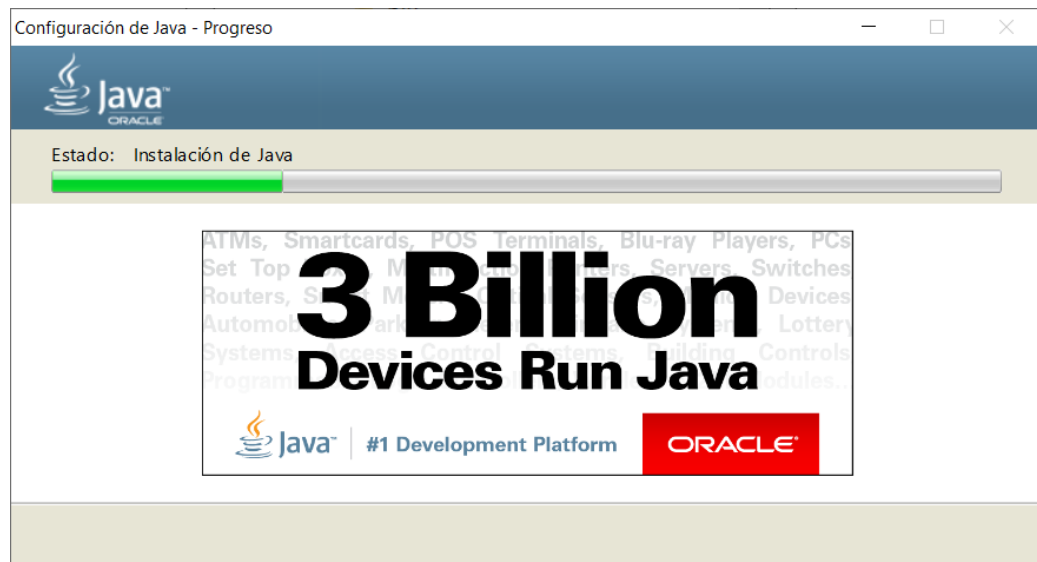 Configuración de Java - Progreso
Java™
ORACLE
Estado: Instalación de Java
ATMs, Smartcards, POS Terminals, Blu-ray Players, PCs
Set Top Servers, Switches
Routers, Devices
Lottery
Systems, Access Control Systems, Building Controls
3 Billion
Devices Run Java
Java™
#1 Development Platform
ORACLE®